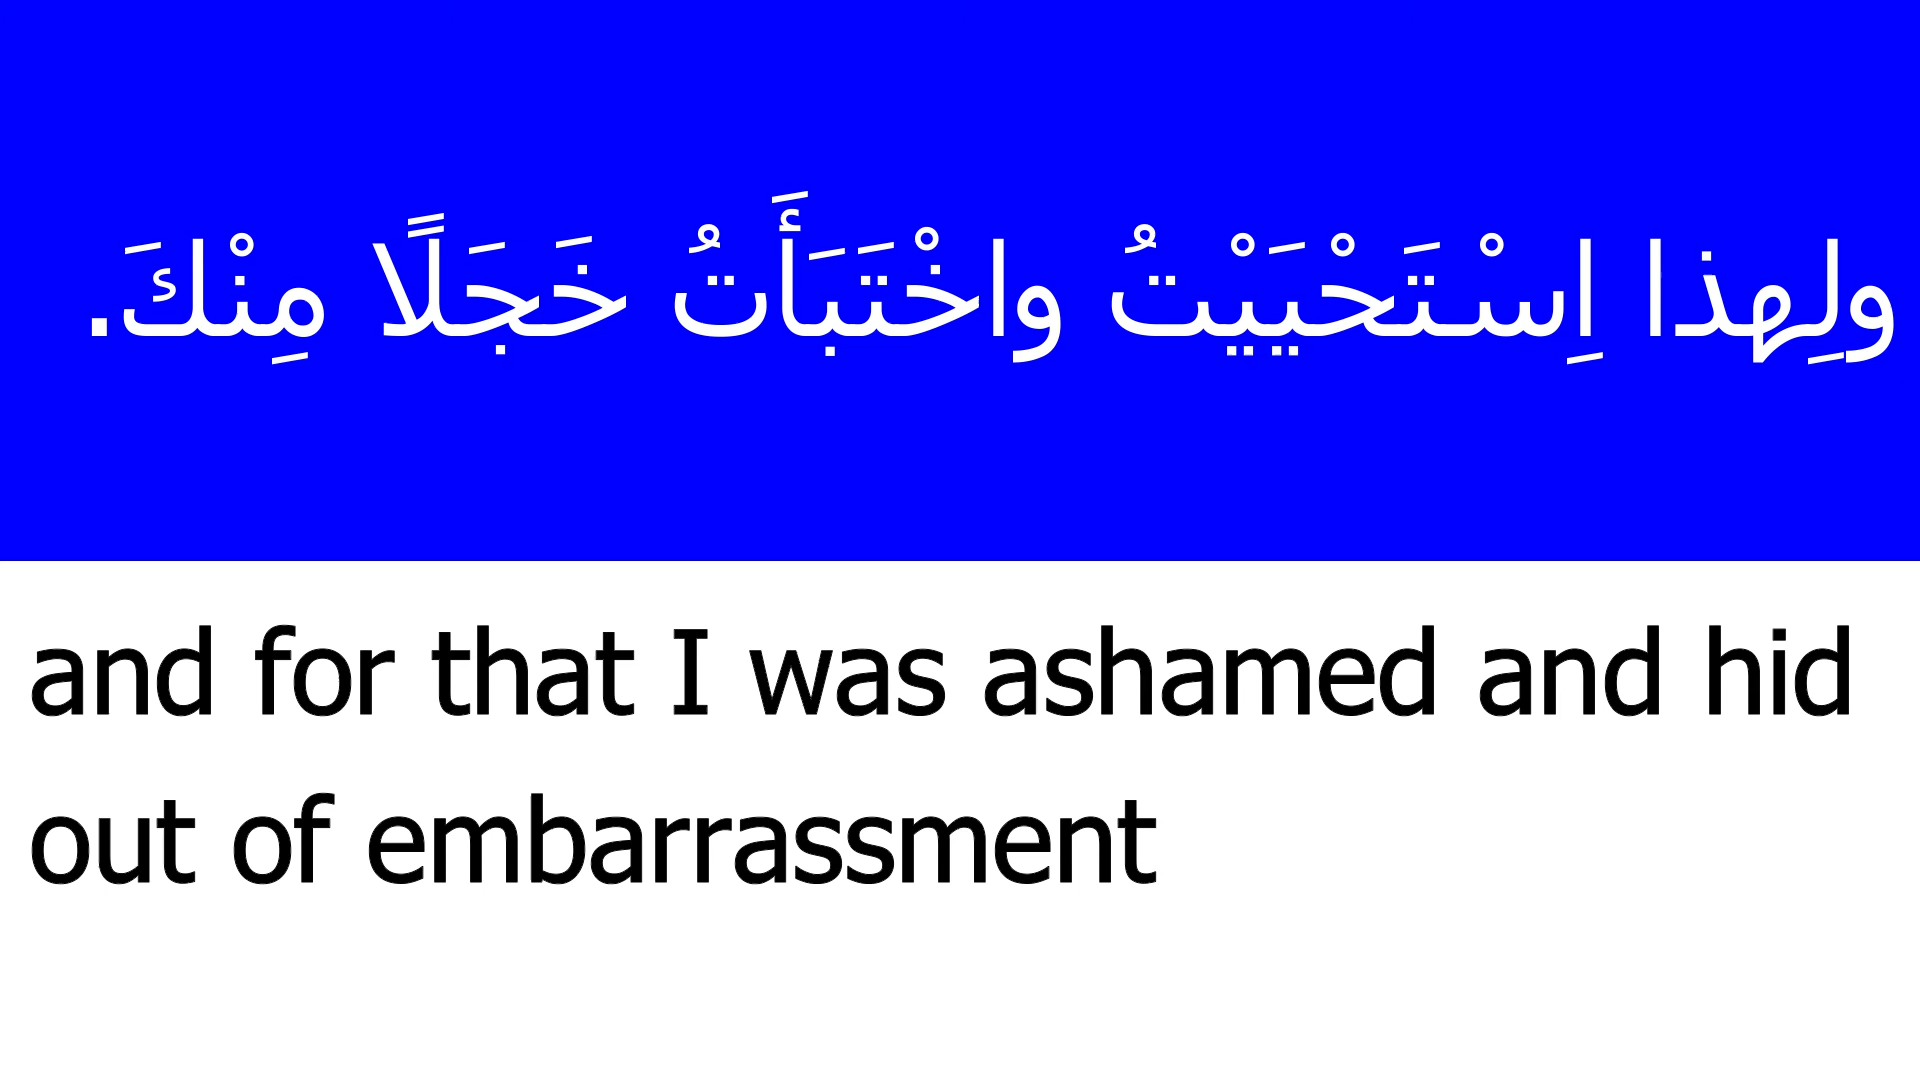 ولِهذا اِسْتَحْيَيْتُ واخْتَبَأَتُ خَجَلًا مِنْكَ.
and for that I was ashamed and hid
out of embarrassment